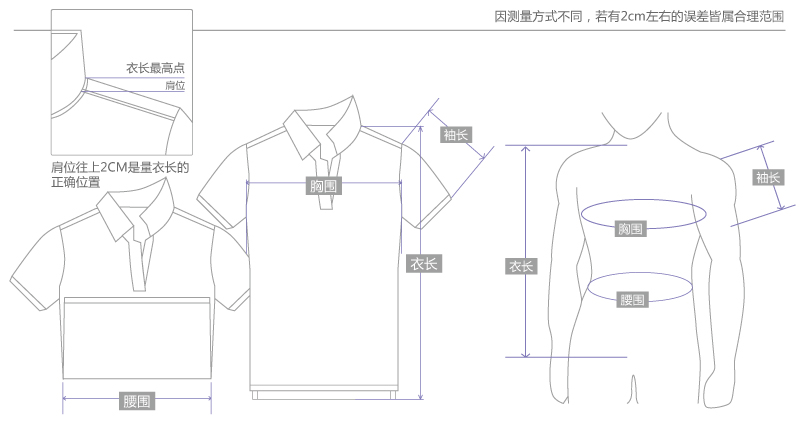 因测量方式不同，若有2cm左右的误差皆属合理范围
衣长最高点
肩位
肩位往上2CM是量衣长的
正确位置
袖长
胸围
衣长
腰围
袖长
胸围
衣长
腰围